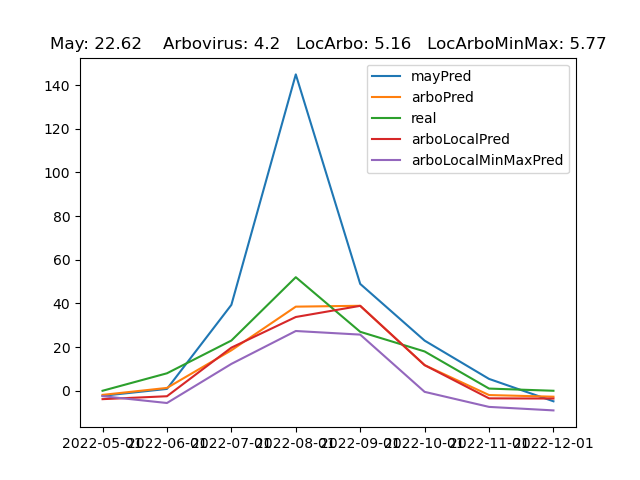 May: 22.62 Arbovirus: 4.2 LocArbo: 5.16 LocArboMinMax: 5.77
mayPred
arboPred
real
arboLocalPred
arboLocalMinMaxPred
140
120
100
80
60
40
20
0
2022-05-01 2022-06-01 2022-07-01 2022-08-01 2022-09-01 2022-10-01 2022-11-01 2022-12-01